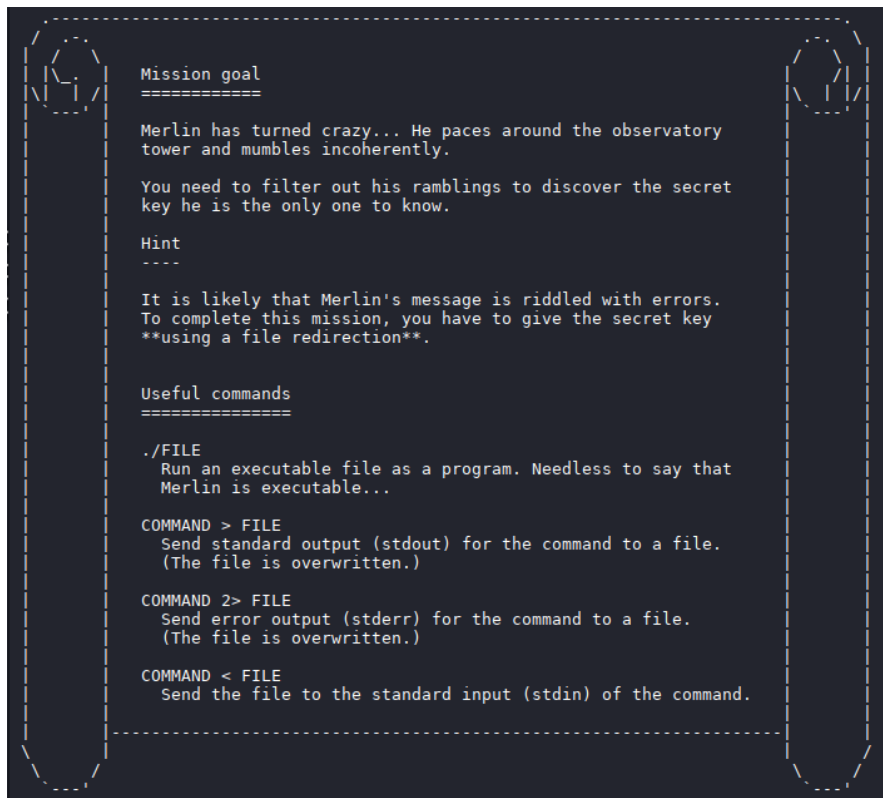 Mission goal
============
Merlin has turned crazy... He paces around the observatory
tower and mumbles incoherently.
You need to filter out his ramblings to discover the secret
key he is the only one to know.
Hint
----
It is likely that Merlin's message is riddled with errors.
To complete this mission, you have to give the secret key
**using a file redirection**.
Useful commands
===============
./FILE
Run an executable file as a program. Needless to say that
Merlin is executable...
COMMAND > FILE
Send standard output (stdout) for the command to a file.
(The file is overwritten.)
COMMAND 2> FILE
Send error output (stderr) for the command to a file.
(The file is overwritten.)
COMMAND < FILE
Send the file to the standard input (stdin) of the command.